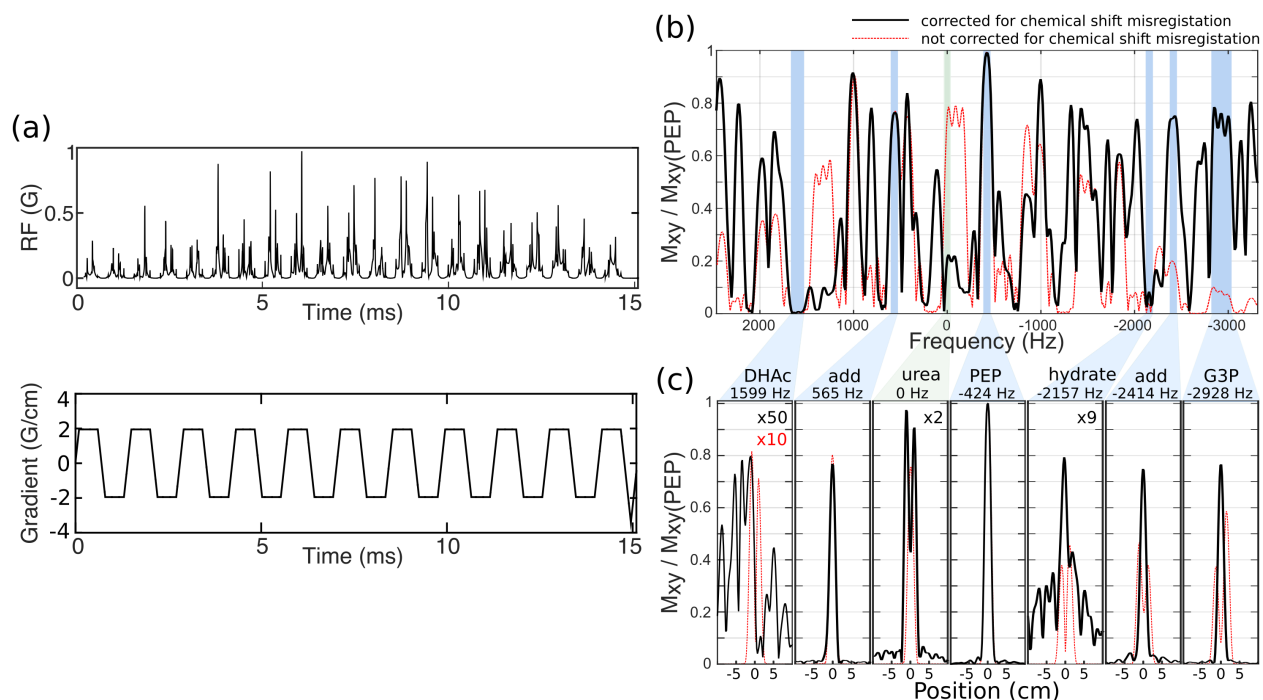 (a)
RF (G)
1
0.5
0
0
5
10
15
Time (ms)
Gradient (G/cm)
4
2
0
-2
-4
0
5
10
15
Time (ms)
(b)
corrected for chemical shift misregistation
not corrected for chemical shift misregistation
Mxy / Mxy(PEP)
1
0.8
0.6
0.4
0.2
0
2000
1000
0
-1000
-2000
-3000
Frequency (Hz)
(c)
DHAc
1599 Hz
add
565 Hz
urea
0 Hz
PEP
-424 Hz
hydrate
-2157 Hz
add
-2414 Hz
G3P
-2928 Hz
x50
x10
x2
x9
Mxy / Mxy(PEP)
1
0.8
0.6
0.4
0.2
0
-5 0 5
-5 0 5
-5 0 5
-5 0 5
-5 0 5
-5 0 5
-5 0 5
Position (cm)